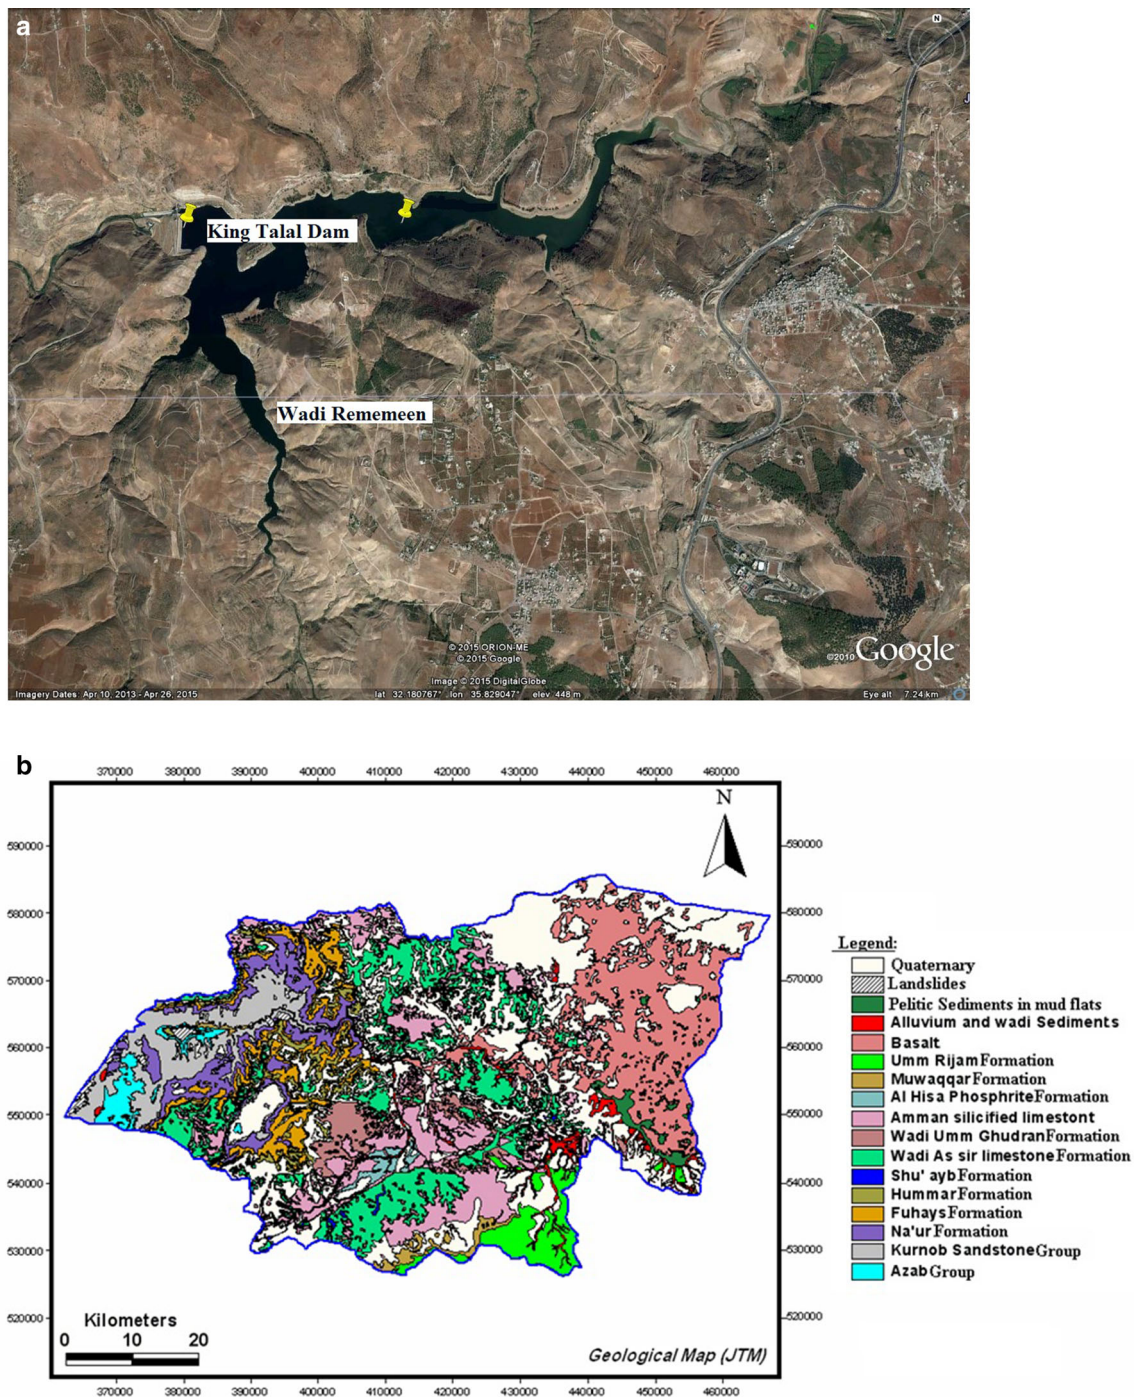 a
N
King Talal Dam
Wadi Rememeen
© 2015 ORION-ME
© 2015 Google
Image © 2015 DigitalGlobe
©2010 Google
Imagery Dates: Apr 10, 2013 - Apr 26, 2015 lat 32.180767° lon 35.829047° elev 448 m Eye alt 7.24 km
b
370000 380000 390000 400000 410000 420000 430000 440000 450000 460000
N
590000 590000
580000 580000
570000 570000
560000 560000
550000 550000
540000 540000
530000 530000
520000 520000
Legend:
Quaternary
Landslides
Pelitic Sediments in mud flats
Alluvium and wadi Sediments
Basalt
Umm Rijam Formation
Muwaqqar Formation
Al Hisa Phosphrite Formation
Amman silicified limestont
Wadi Umm Ghudran Formation
Wadi As sir limestone Formation
Shu' ayb Formation
Hummar Formation
Fuhays Formation
Na'ur Formation
Kurnob Sandstone Group
Azab Group
Kilometers
0 10 20
Geological Map (JTM)
370000 380000 390000 400000 410000 420000 430000 440000 450000 460000